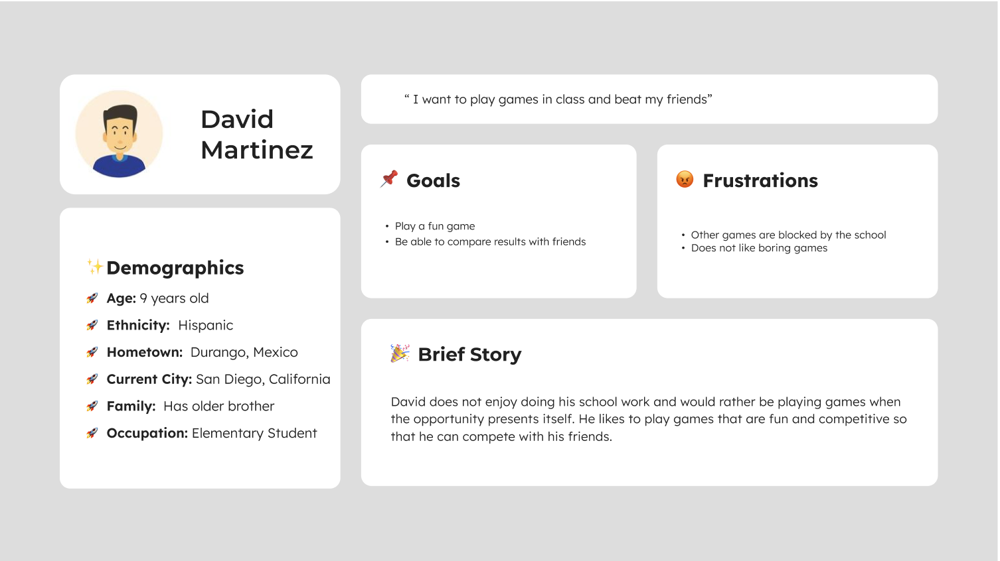 David
Martinez
✨Demographics
🚀 Age: 9 years old
🚀 Ethnicity: Hispanic
🚀 Hometown: Durango, Mexico
🚀 Current City: San Diego, California
🚀 Family: Has older brother
🚀 Occupation: Elementary Student
“ I want to play games in class and beat my friends”
📌 Goals
• Play a fun game
• Be able to compare results with friends
😡 Frustrations
• Other games are blocked by the school
• Does not like boring games
🎉 Brief Story
David does not enjoy doing his school work and would rather be playing games when
the opportunity presents itself. He likes to play games that are fun and competitive so
that he can compete with his friends.